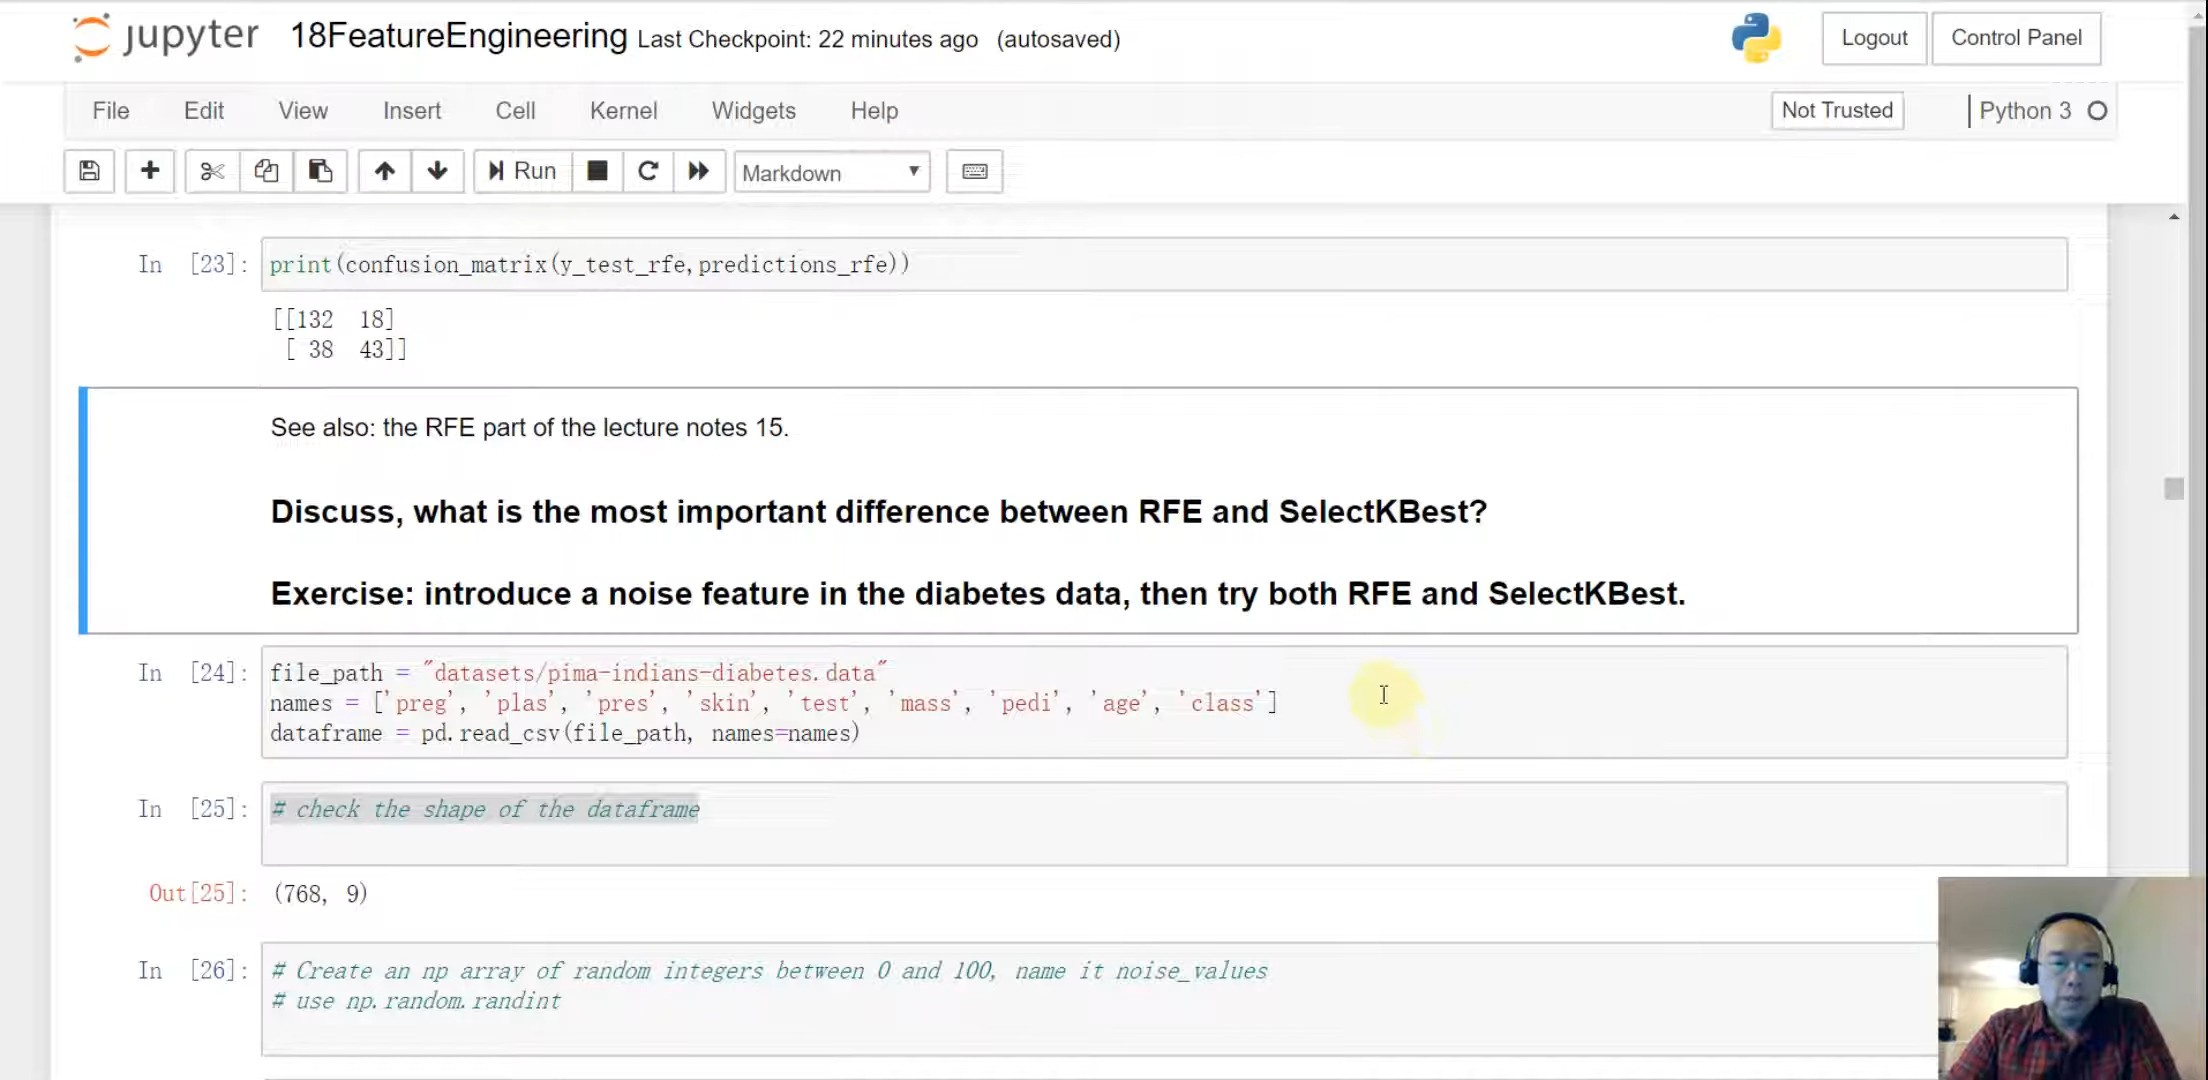 jupyter 18FeatureEngineering Last Checkpoint: 22 minutes ago (autosaved) Logout Control Panel
File Edit View Insert Cell Kernel Widgets Help Not Trusted Python 3
Run Markdown
In [23]: print(confusion_matrix(y_test_rfe,predictions_rfe))
[[132 18]
[ 38 43]]
See also: the RFE part of the lecture notes 15.
Discuss, what is the most important difference between RFE and SelectKBest?
Exercise: introduce a noise feature in the diabetes data, then try both RFE and SelectKBest.
In [24]: file_path = "datasets/pima-indians-diabetes.data"
names = ['preg', 'plas', 'pres', 'skin', 'test', 'mass', 'pedi', 'age', 'class']
dataframe = pd.read_csv(file_path, names=names)
In [25]: # check the shape of the dataframe
Out[25]: (768, 9)
In [26]: # Create an np array of random integers between 0 and 100, name it noise_values
# use np.random.randint